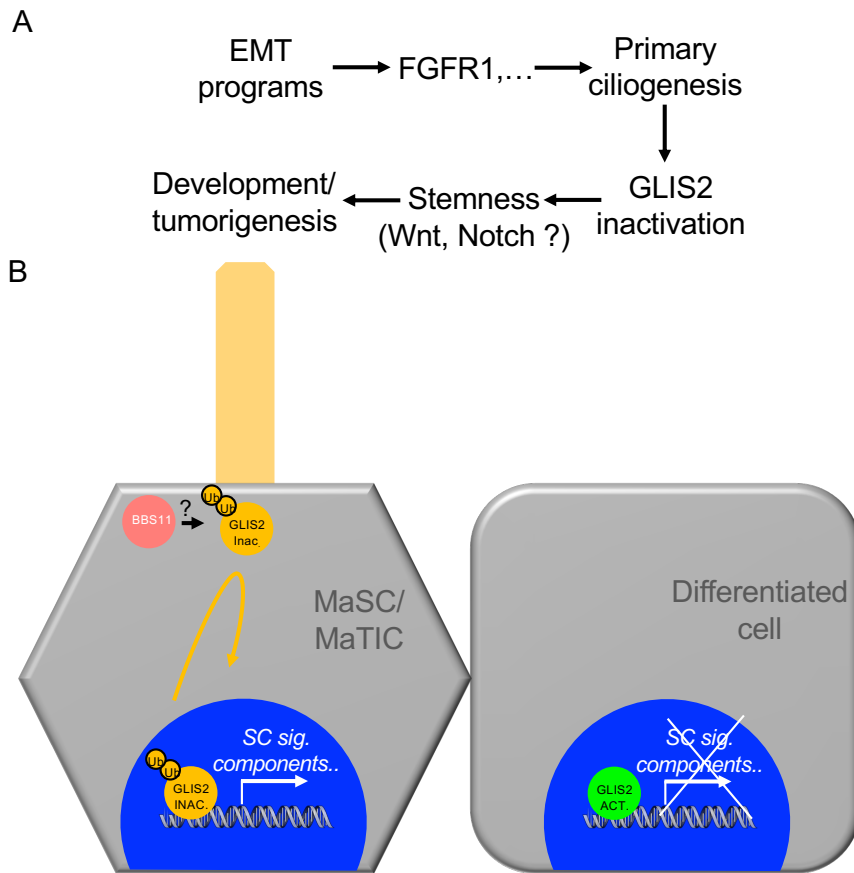 A
EMT
programs
FGFR1,...
Primary
ciliogenesis
Development/
tumorigenesis
Stemness
(Wnt, Notch ?)
GLIS2
inactivation
B
Ub
Ub
BBS11
?
GLIS2
Inac.
MaSC/
MaTIC
Differentiated
cell
SC sig.
components..
Ub
Ub
GLIS2
INAC.
SC sig.
components..
GLIS2
ACT.